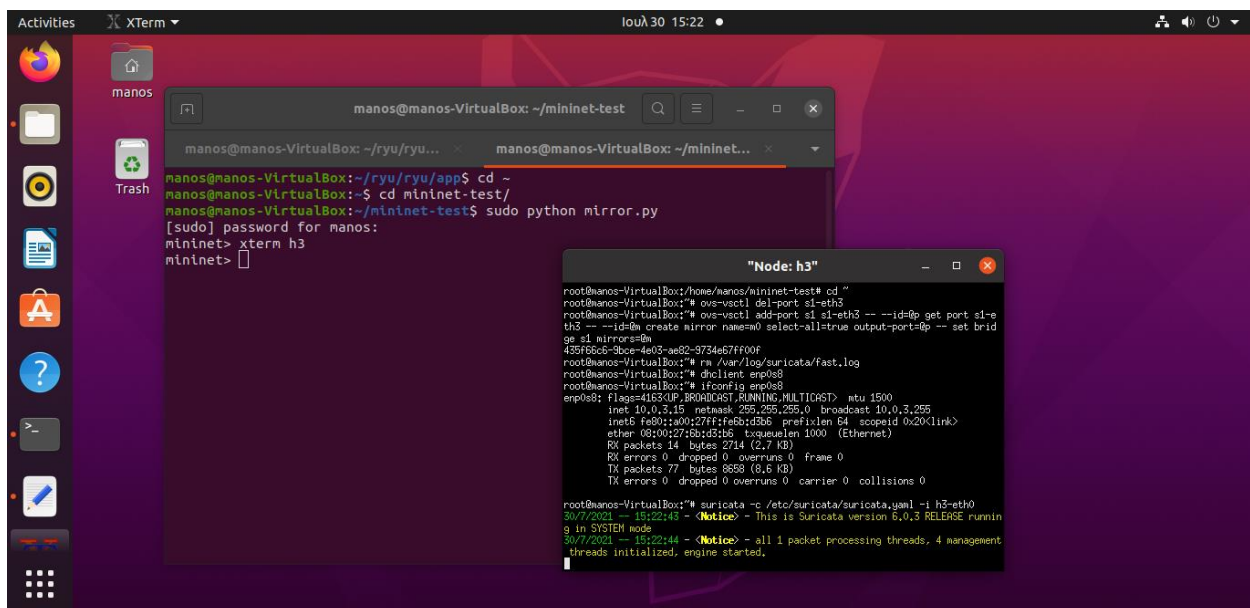 Activities XTerm Ιουλ 30 15:22
manos
Trash
manos@manos-VirtualBox: ~/mininet-test
manos@manos-VirtualBox: ~/ryu/ryu... manos@manos-VirtualBox: ~/mininet...
manos@manos-VirtualBox:~/ryu/ryu/app$ cd ~
manos@manos-VirtualBox:~$ cd mininet-test/
manos@manos-VirtualBox:~/mininet-test$ sudo python mirror.py
[sudo] password for manos:
mininet> xterm h3
mininet>
"Node: h3"
root@manos-VirtualBox:/home/manos/mininet-test# cd ~
root@manos-VirtualBox:~# ovs-vsctl del-port s1-eth3
root@manos-VirtualBox:~# ovs-vsctl add-port s1 s1-eth3 -- --id=@p get port s1-e
th3 -- --id=@m create mirror name=m0 select-all=true output-port=@p -- set brid
ge s1 mirrors=@m
435f66c6-9bce-4e03-ae82-9734e67ff00f
root@manos-VirtualBox:~# rm /var/log/suricata/fast.log
root@manos-VirtualBox:~# dhclient enp0s8
root@manos-VirtualBox:~# ifconfig enp0s8
enp0s8: flags=4163<UP,BROADCAST,RUNNING,MULTICAST> mtu 1500
inet 10.0.3.15 netmask 255.255.255.0 broadcast 10.0.3.255
inet6 fe80::a00:27ff:fe6b:d3b6 prefixlen 64 scopeid 0x20<link>
ether 08:00:27:6b:d3:b6 txqueuelen 1000 (Ethernet)
RX packets 14 bytes 2714 (2.7 KB)
RX errors 0 dropped 0 overruns 0 frame 0
TX packets 77 bytes 8658 (8.6 KB)
TX errors 0 dropped 0 overruns 0 carrier 0 collisions 0
root@manos-VirtualBox:~# suricata -c /etc/suricata/suricata.yaml -i h3-eth0
30/7/2021 -- 15:22:43 - <Notice> - This is Suricata version 6.0.3 RELEASE runnin
g in SYSTEM mode
30/7/2021 -- 15:22:44 - <Notice> - all 1 packet processing threads, 4 management
threads initialized, engine started.